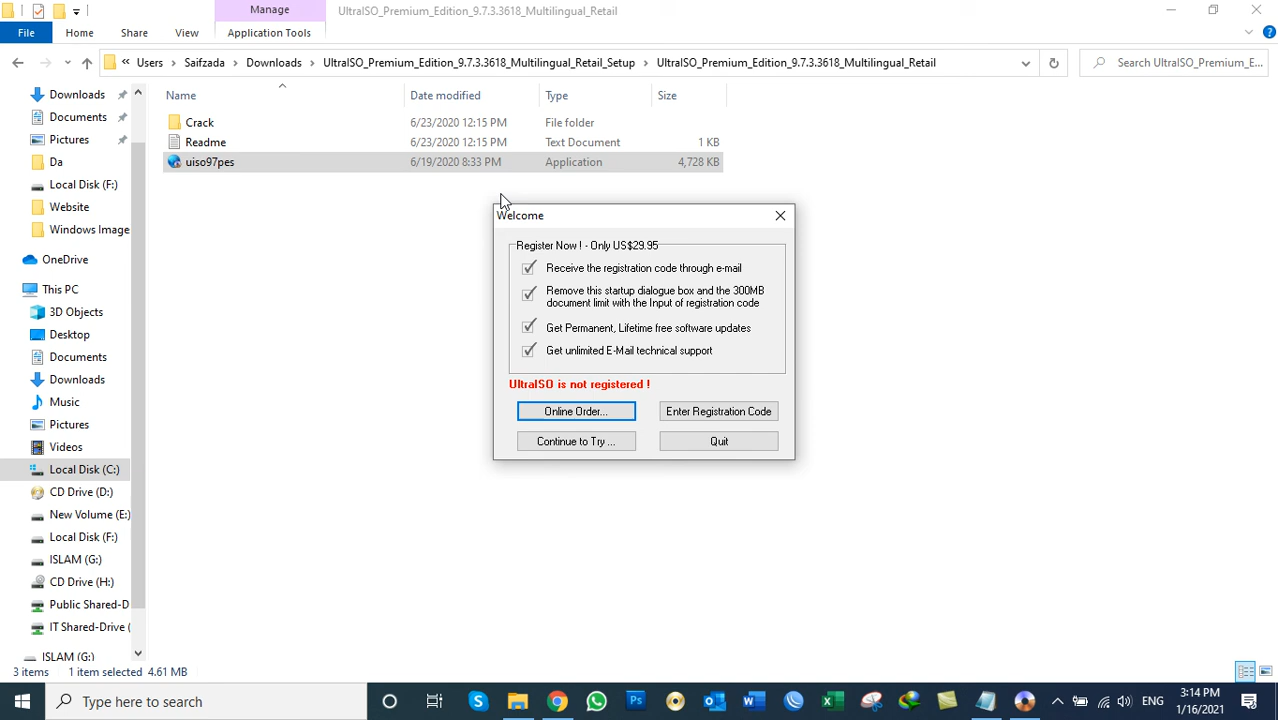 Manage
UltraISO_Premium_Edition_9.7.3.3618_Multilingual_Retail
File
Home
Share
View
Application Tools
Users
Saifzada
Downloads
UltraISO_Premium_Edition_9.7.3.3618_Multilingual_Retail_Setup
UltraISO_Premium_Edition_9.7.3.3618_Multilingual_Retail
Search UltraISO_Premium_E...
Name
Date modified
Type
Size
Crack
6/23/2020 12:15 PM
File folder
Readme
6/23/2020 12:15 PM
Text Document
1 KB
uiso97pes
6/19/2020 8:33 PM
Application
4,728 KB
Downloads
Documents
Pictures
Da
Local Disk (F:)
Website
Windows Image
OneDrive
This PC
3D Objects
Desktop
Documents
Downloads
Music
Pictures
Videos
Local Disk (C:)
CD Drive (D:)
New Volume (E:)
Local Disk (F:)
ISLAM (G:)
CD Drive (H:)
Public Shared-D
IT Shared-Drive (
ISLAM (G:)
Welcome
Register Now ! - Only US$29.95
Receive the registration code through e-mail
Remove this startup dialogue box and the 300MB
document limit with the Input of registration code
Get Permanent, Lifetime free software updates
Get unlimited E-Mail technical support
UltraISO is not registered !
Online Order...
Enter Registration Code
Continue to Try ...
Quit
3 items
1 item selected 4.61 MB
Type here to search
ENG
3:14 PM
1/16/2021